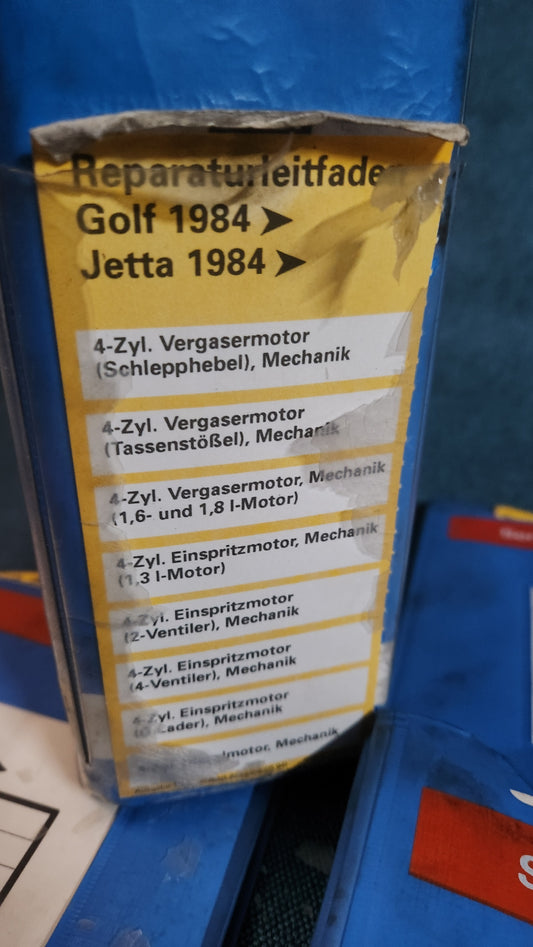 Reparaturleitfaden
Golf 1984 ➤
Jetta 1984 ➤
4-Zyl. Vergasermotor
(Schlepphebel), Mechanik
4-Zyl. Vergasermotor
(Tassenstößel), Mechanik
4-Zyl. Vergasermotor, Mechanik
(1,6- und 1,8 l-Motor)
4-Zyl. Einspritzmotor, Mechanik
(1,3 l-Motor)
4-Zyl. Einspritzmotor
(2-Ventiler), Mechanik
4-Zyl. Einspritzmotor
(4-Ventiler), Mechanik
4-Zyl. Einspritzmotor
(G-Lader), Mechanik
Mechanik
S